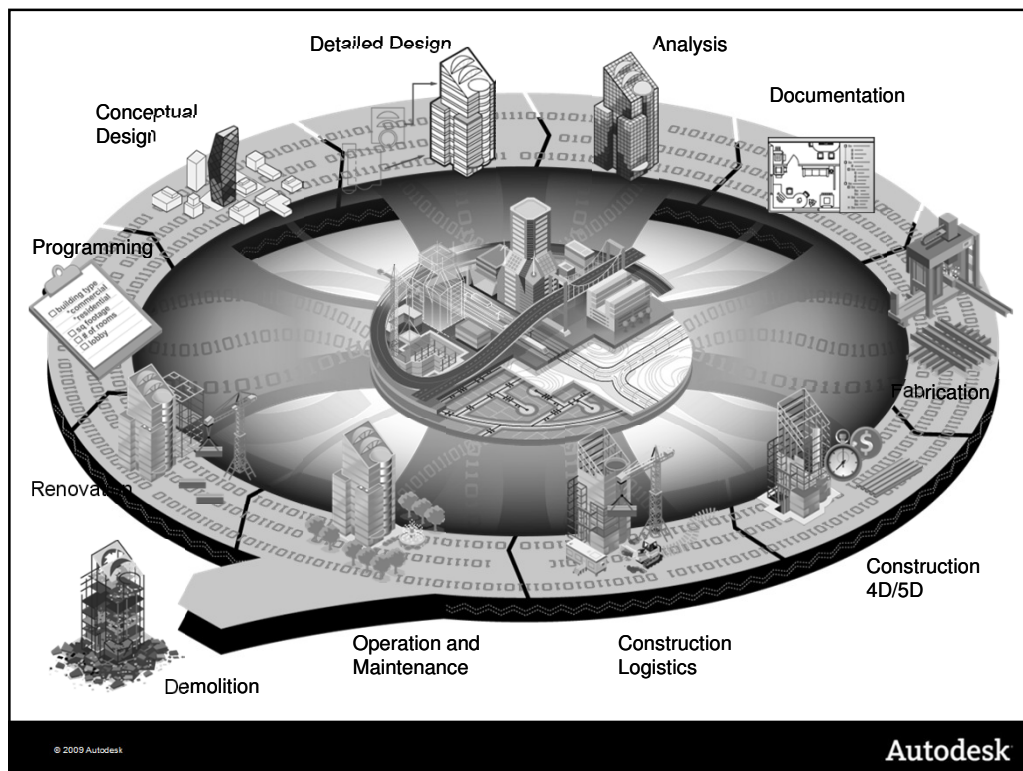 Detailed Design
Analysis
Conceptual
Design
Documentation
Programming
building type
*commercial
*residential
sq footage
# of rooms
lobby
Fabrication
Renovation
Construction
4D/5D
Operation and
Maintenance
Construction
Logistics
Demolition
© 2009 Autodesk
Autodesk